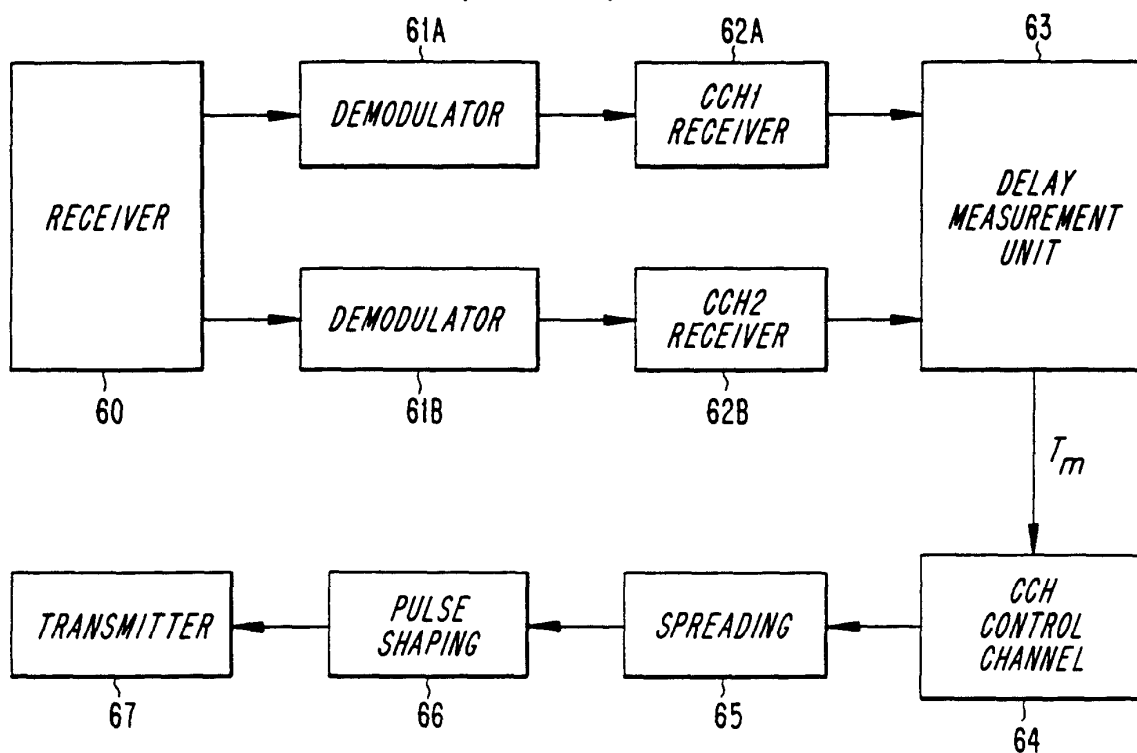 61A
62A
63
RECEIVER
DEMODULATOR
CCH1
RECEIVER
DELAY
MEASUREMENT
UNIT
DEMODULATOR
CCH2
RECEIVER
60
61B
62B
Tm
TRANSMITTER
PULSE
SHAPING
SPREADING
CCH
CONTROL
CHANNEL
67
66
65
64